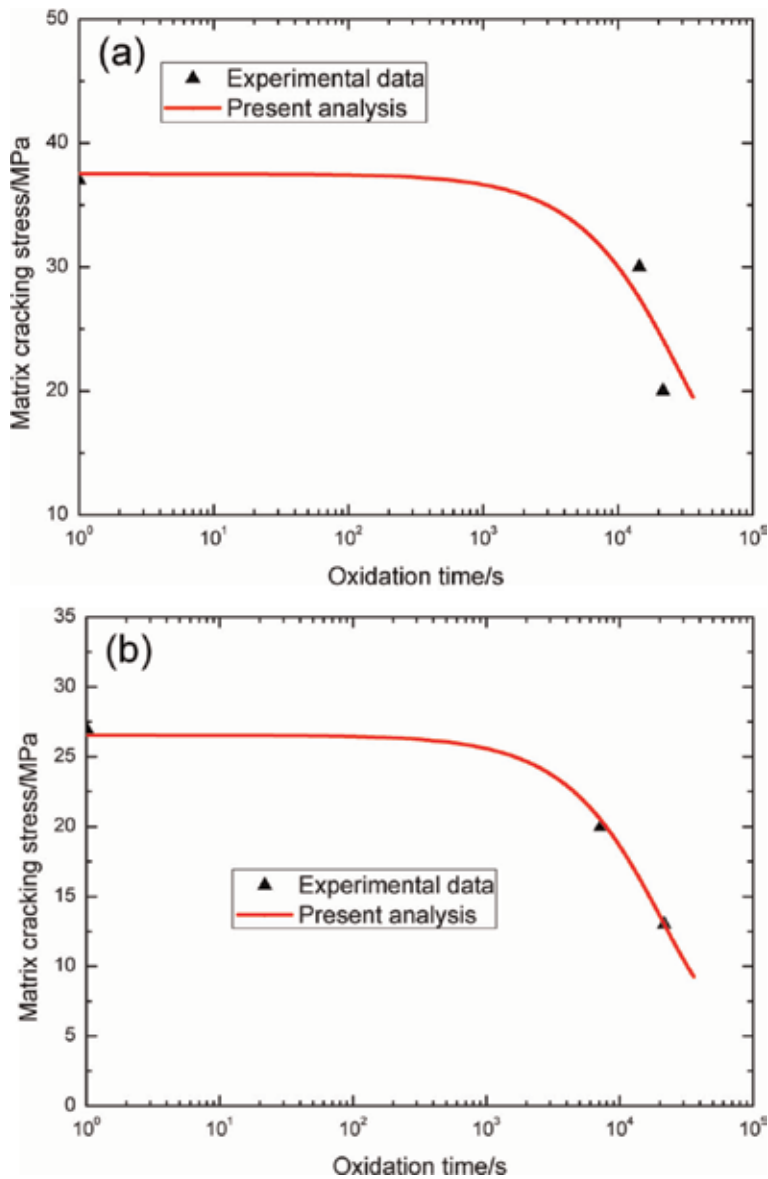 (a)
Experimental data
Present analysis
Matrix cracking stress/MPa
50
40
30
20
10
10⁰ 10¹ 10² 10³ 10⁴ 10⁵
Oxidation time/s
(b)
Experimental data
Present analysis
Matrix cracking stress/MPa
35
30
25
20
15
10
5
0
10⁰ 10¹ 10² 10³ 10⁴ 10⁵
Oxidation time/s